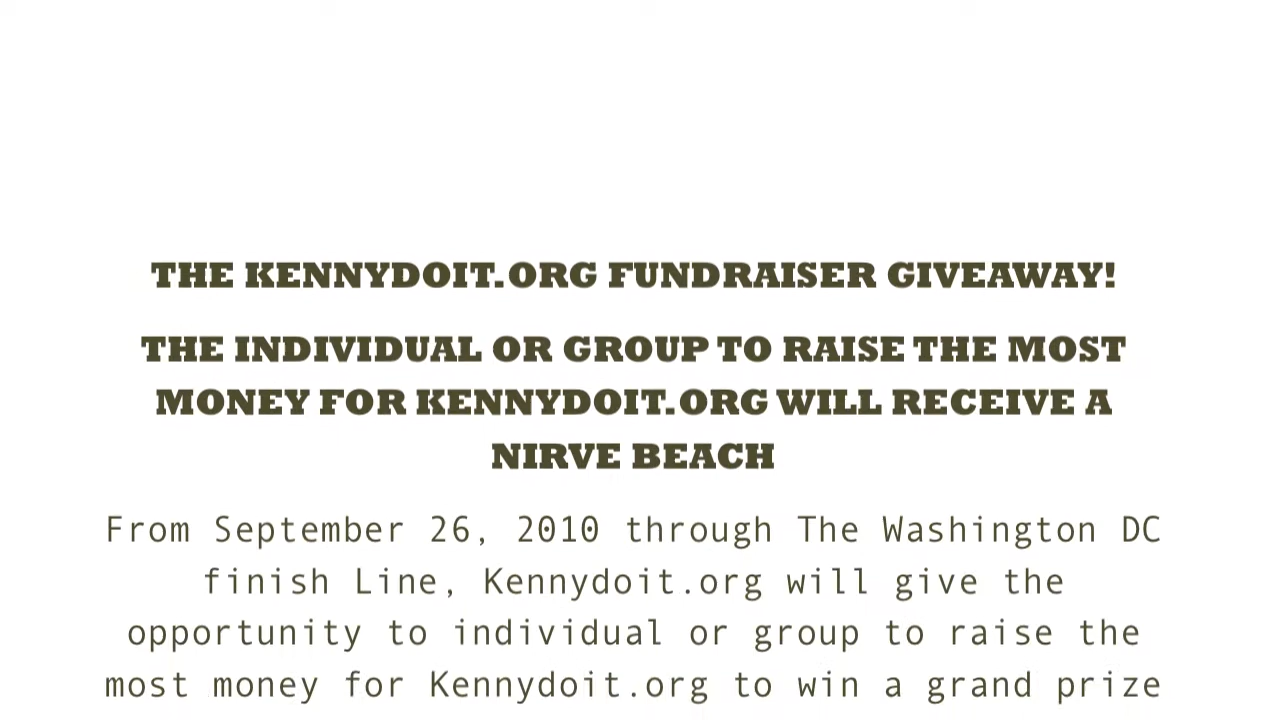 THE KENNYDOIT.ORG FUNDRAISER GIVEAWAY!
THE INDIVIDUAL OR GROUP TO RAISE THE MOST
MONEY FOR KENNYDOIT.ORG WILL RECEIVE A
NIRVE BEACH
From September 26, 2010 through The Washington DC
finish Line, Kennydoit.org will give the
opportunity to individual or group to raise the
most money for Kennydoit.org to win a grand prize